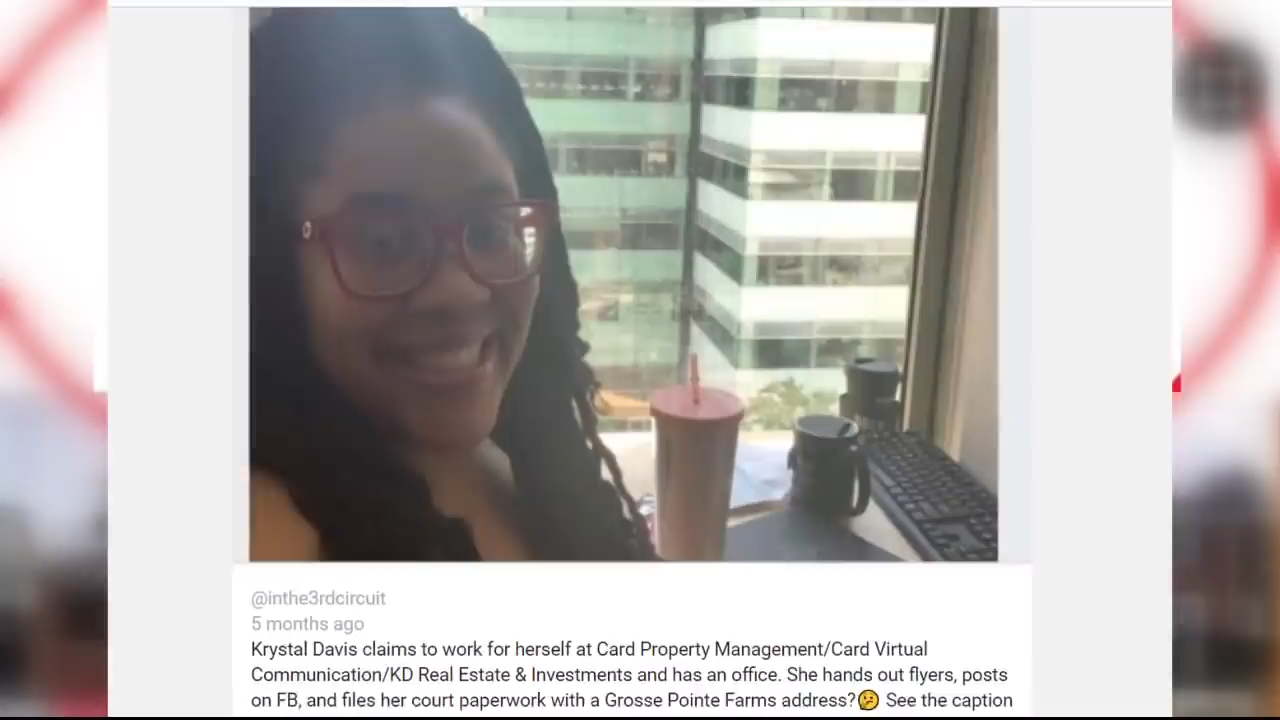 @inthe3rdcircuit
5 months ago
Krystal Davis claims to work for herself at Card Property Management/Card Virtual
Communication/KD Real Estate & Investments and has an office. She hands out flyers, posts
on FB, and files her court paperwork with a Grosse Pointe Farms address?🤔 See the caption